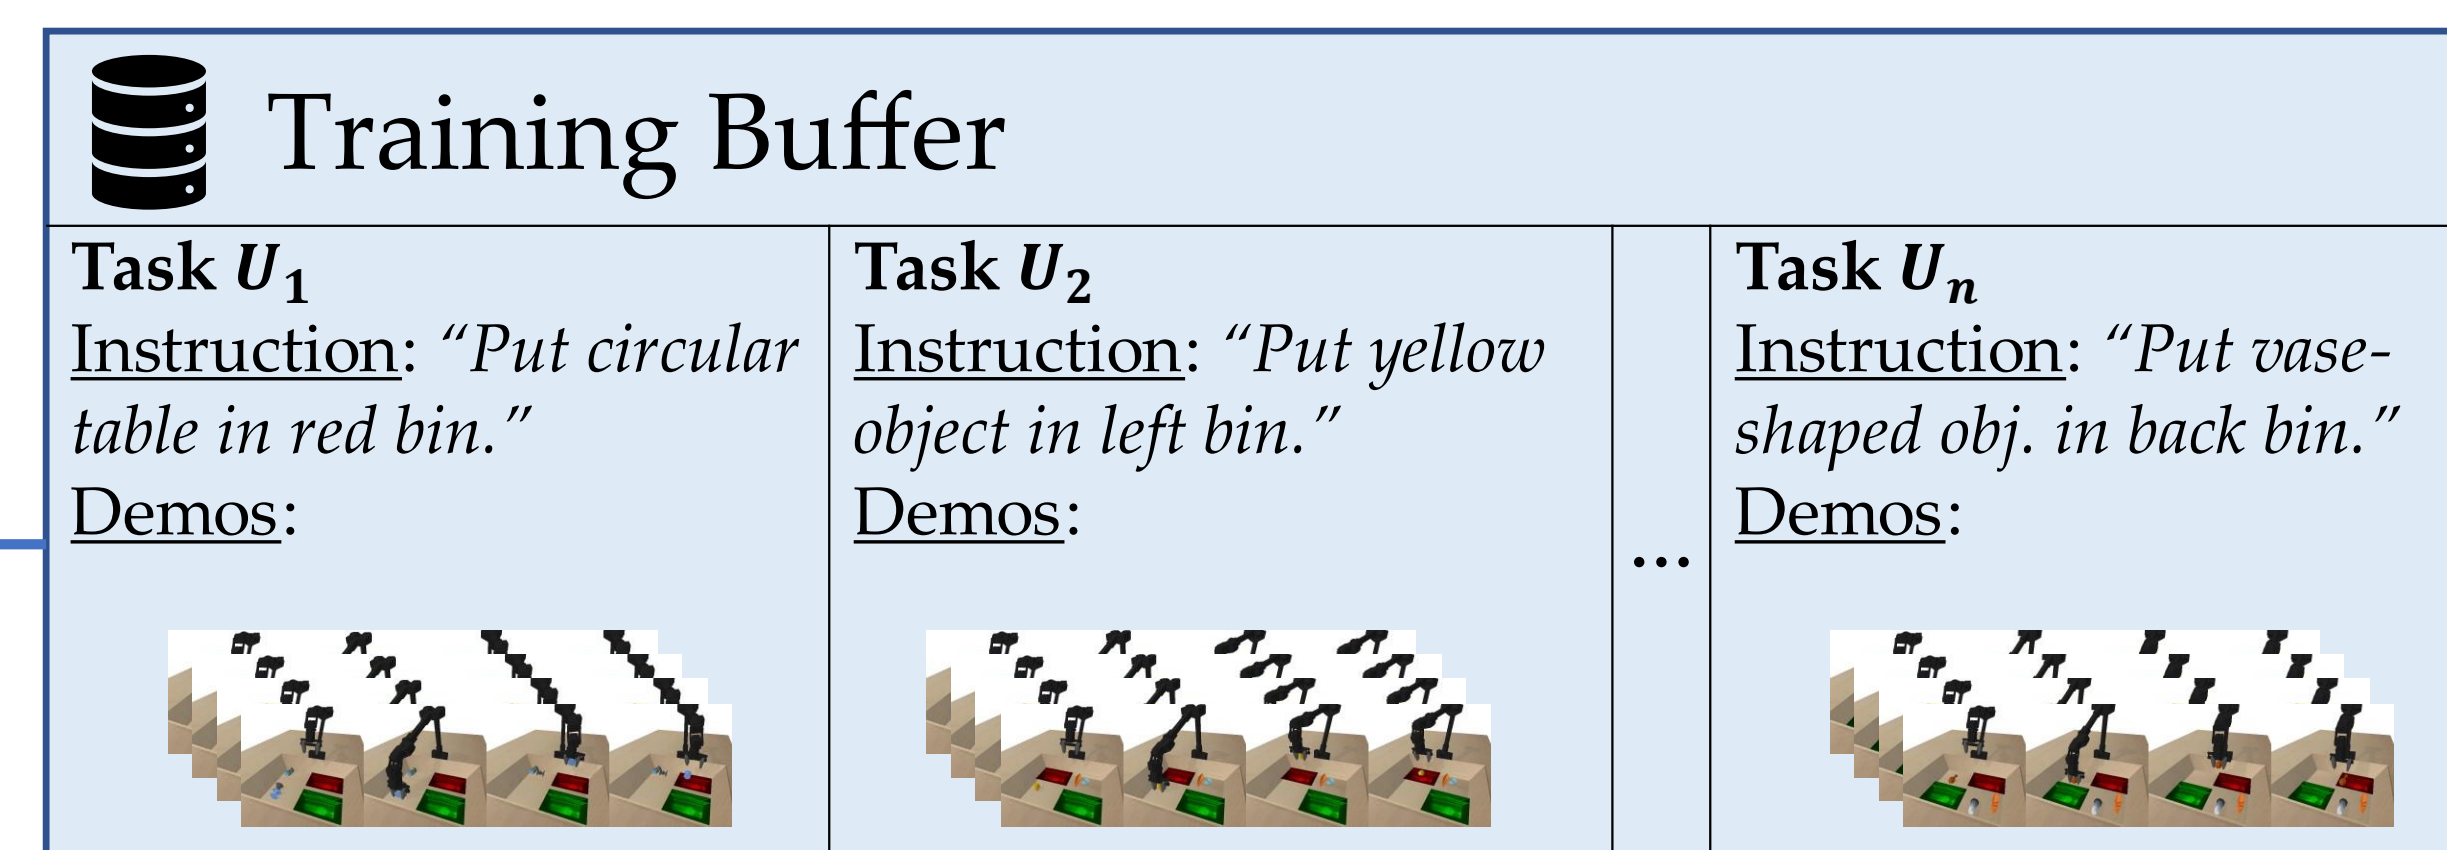 Training Buffer
Task U₁
Instruction: “Put circular
table in red bin.”
Demos:
Task U₂
Instruction: “Put yellow
object in left bin.”
Demos:
...
Task Uₙ
Instruction: “Put vase-
shaped obj. in back bin.”
Demos: